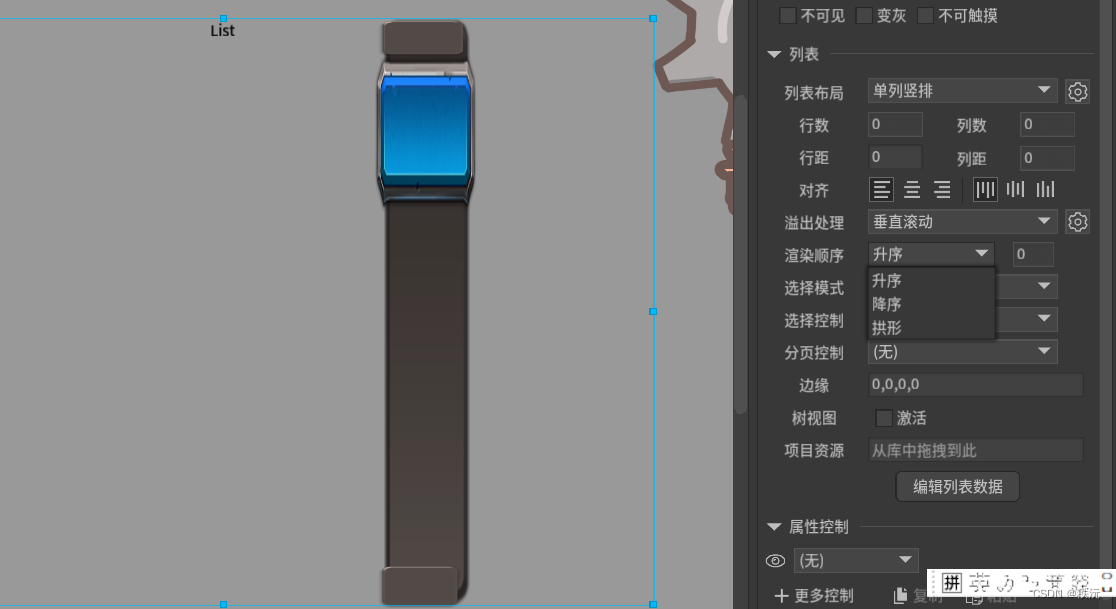 不可见 变灰 不可触摸
List
列表
列表布局 单列竖排
行数 0 列数 0
行距 0 列距 0
对齐
溢出处理 垂直滚动
渲染顺序 升序 0
升序
选择模式
降序
选择控制
拱形
分页控制 (无)
边缘 0,0,0,0
树视图 激活
项目资源 从库中拖拽到此
编辑列表数据
属性控制
(无)
更多控制 复制 粘贴
拼 英